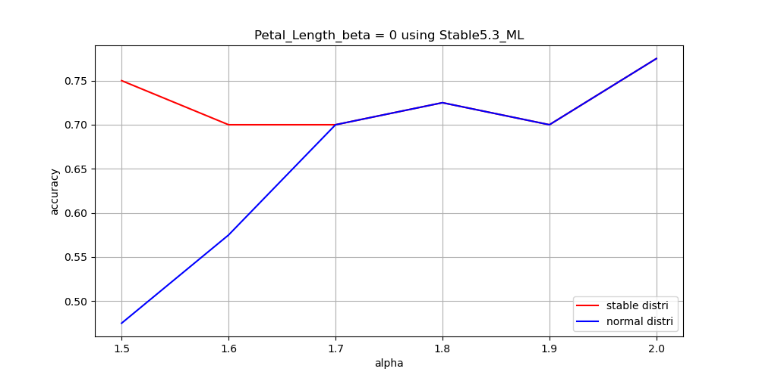 Petal_Length_beta = 0 using Stable5.3_ML
accuracy
0.75
0.70
0.65
0.60
0.55
0.50
1.5 1.6 1.7 1.8 1.9 2.0
alpha
stable distri
normal distri